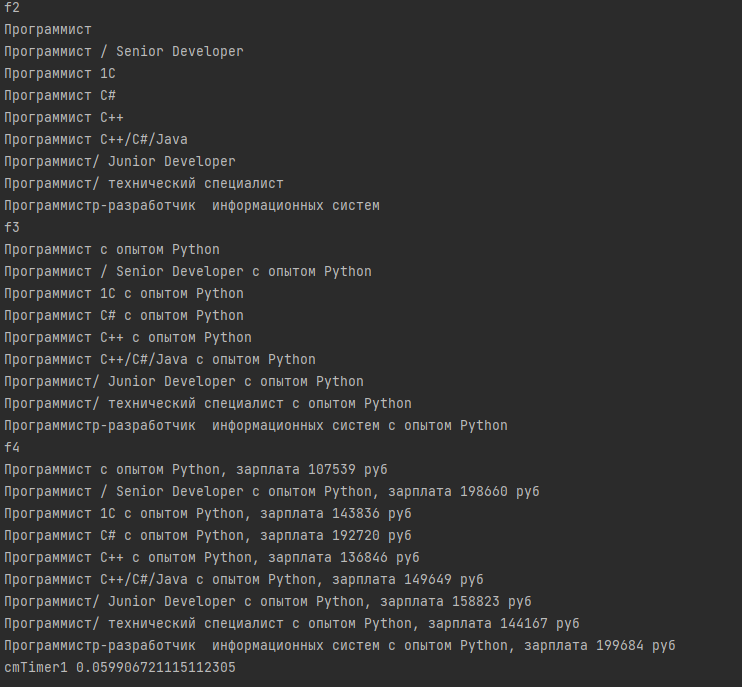 f2
Программист
Программист / Senior Developer
Программист 1С
Программист C#
Программист C++
Программист C++/C#/Java
Программист/ Junior Developer
Программист/ технический специалист
Программистр-разработчик  информационных систем
f3
Программист с опытом Python
Программист / Senior Developer с опытом Python
Программист 1С с опытом Python
Программист C# с опытом Python
Программист C++ с опытом Python
Программист C++/C#/Java с опытом Python
Программист/ Junior Developer с опытом Python
Программист/ технический специалист с опытом Python
Программистр-разработчик  информационных систем с опытом Python
f4
Программист с опытом Python, зарплата 107539 руб
Программист / Senior Developer с опытом Python, зарплата 198660 руб
Программист 1С с опытом Python, зарплата 143836 руб
Программист C# с опытом Python, зарплата 192720 руб
Программист C++ с опытом Python, зарплата 136846 руб
Программист C++/C#/Java с опытом Python, зарплата 149649 руб
Программист/ Junior Developer с опытом Python, зарплата 158823 руб
Программист/ технический специалист с опытом Python, зарплата 144167 руб
Программистр-разработчик  информационных систем с опытом Python, зарплата 199684 руб
cmTimer1 0.059906721115112305